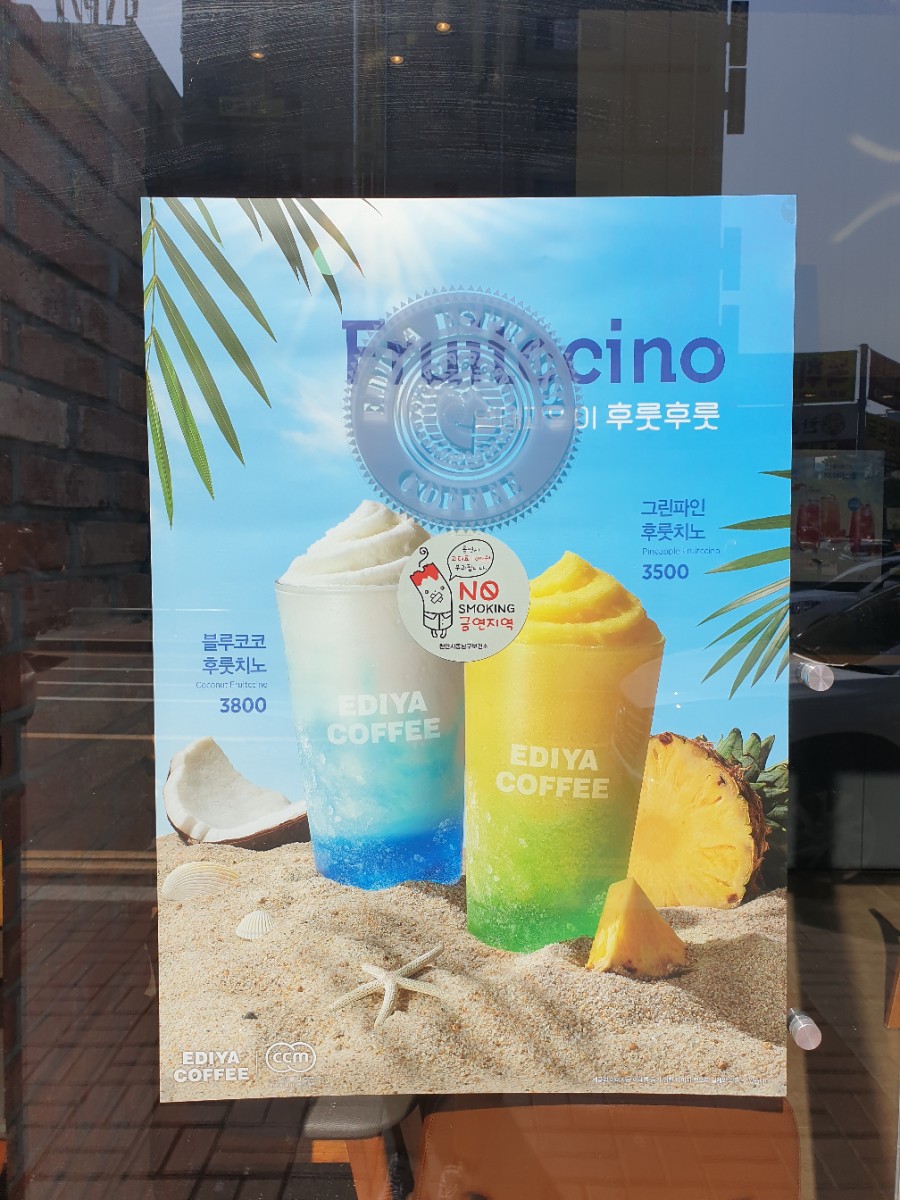 Fruitccino
후룻후룻
EDIYA ESPRESSO
COFFEE
그린파인
후룻치노
Pineapple Fruitccino
3500
NO
SMOKING
금연지역
블루코코
후룻치노
Coconut Fruitccino
3800
EDIYA
COFFEE
EDIYA
COFFEE
EDIYA
COFFEE
ccm